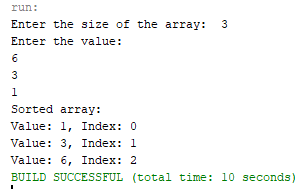 run:
Enter the size of the array:  3
Enter the value:
6
3
1
Sorted array:
Value: 1, Index: 0
Value: 3, Index: 1
Value: 6, Index: 2
BUILD SUCCESSFUL (total time: 10 seconds)